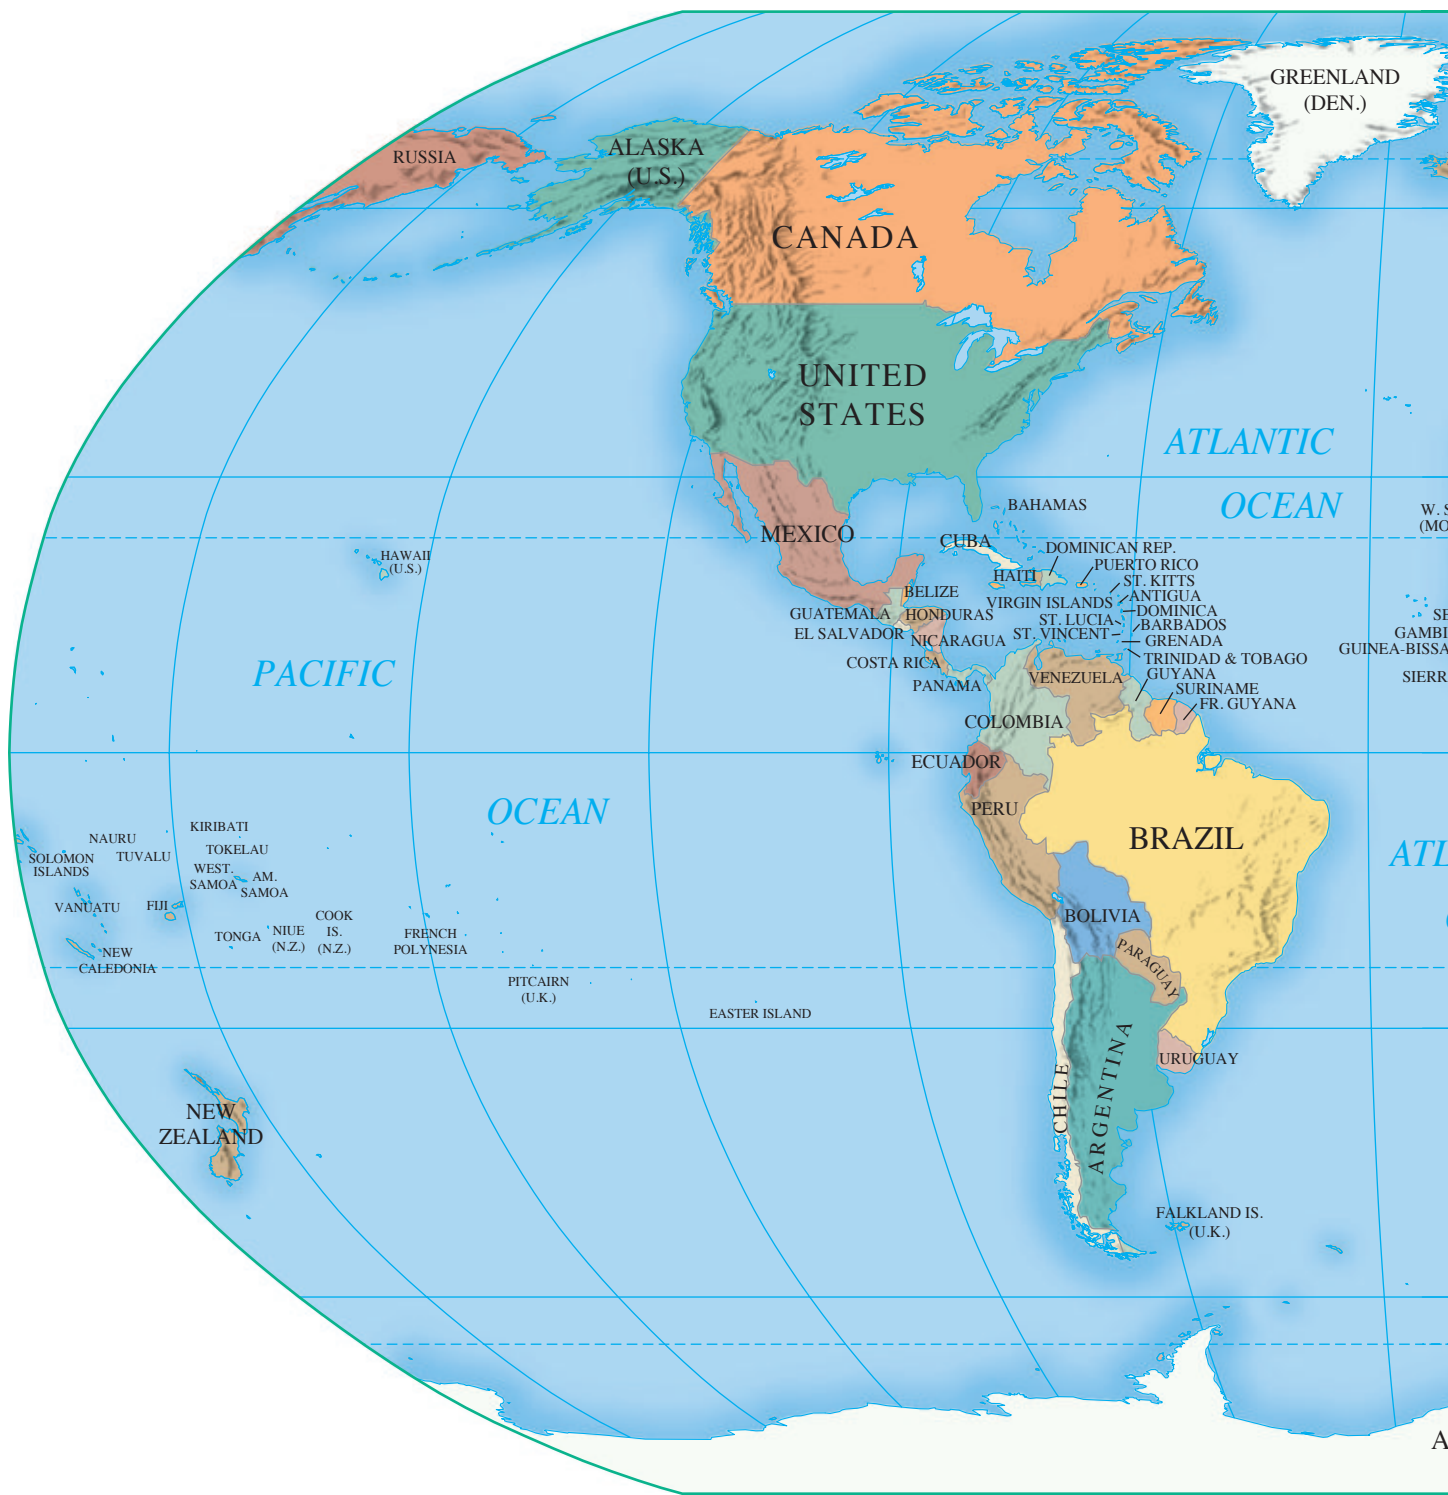 GREENLAND
(DEN.)
RUSSIA
ALASKA
(U.S.)
CANADA
UNITED
STATES
ATLANTIC
OCEAN
BAHAMAS
W. S
(MO
MEXICO
CUBA
DOMINICAN REP.
HAWAII
(U.S.)
PUERTO RICO
HAITI
ST. KITTS
BELIZE
ANTIGUA
VIRGIN ISLANDS
DOMINICA
GUATEMALA
HONDURAS
ST. LUCIA
BARBADOS
SE
EL SALVADOR
ST. VINCENT
GAMBI
NICARAGUA
GRENADA
GUINEA-BISSA
COSTA RICA
TRINIDAD & TOBAGO
PACIFIC
VENEZUELA
GUYANA
SIERR
PANAMA
SURINAME
FR. GUYANA
COLOMBIA
ECUADOR
OCEAN
PERU
BRAZIL
KIRIBATI
NAURU
TOKELAU
TUVALU
SOLOMON
ISLANDS
WEST.
SAMOA
AM.
SAMOA
ATL
VANUATU
FIJI
BOLIVIA
COOK
IS.
(N.Z.)
TONGA
NIUE
(N.Z.)
FRENCH
POLYNESIA
NEW
CALEDONIA
PARAGUAY
PITCAIRN
(U.K.)
EASTER ISLAND
URUGUAY
CHILE
ARGENTINA
NEW
ZEALAND
FALKLAND IS.
(U.K.)
A